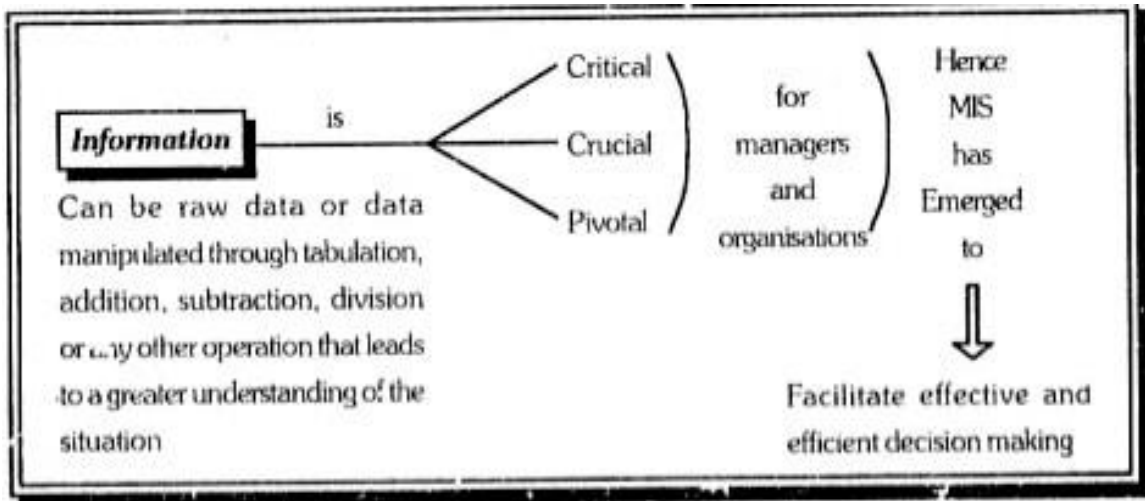 Information
is
Critical
Crucial
Pivotal
for
managers
and
organisations
Hence
MIS
has
Emerged
to
Can be raw data or data
manipulated through tabulation,
addition, subtraction, division
or any other operation that leads
to a greater understanding of the
situation
Facilitate effective and
efficient decision making